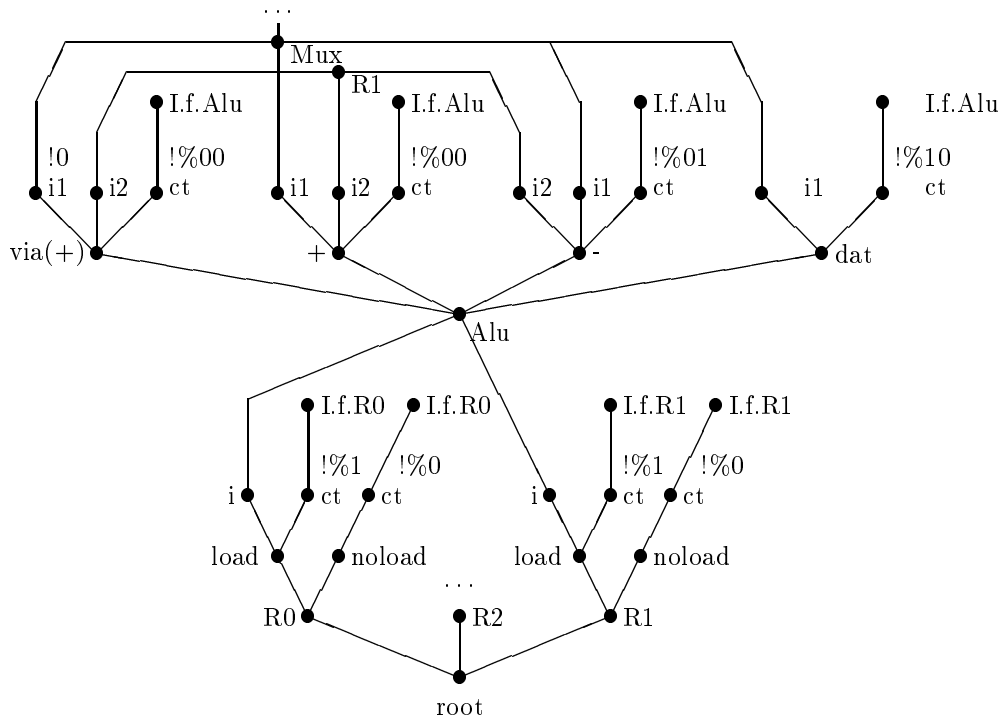 . . .
Mux
R1
I.f.Alu I.f.Alu I.f.Alu I.f.Alu
!0 !%00 !%00 !%01 !%10
i1 i2 ct i1 i2 ct i2 i1 ct i1 ct
via(+) + - dat
Alu
I.f.R0 I.f.R0 I.f.R1 I.f.R1
!%1 !%0 !%1 !%0
i ct ct i ct ct
load noload load noload
. . .
R0 R2 R1
root